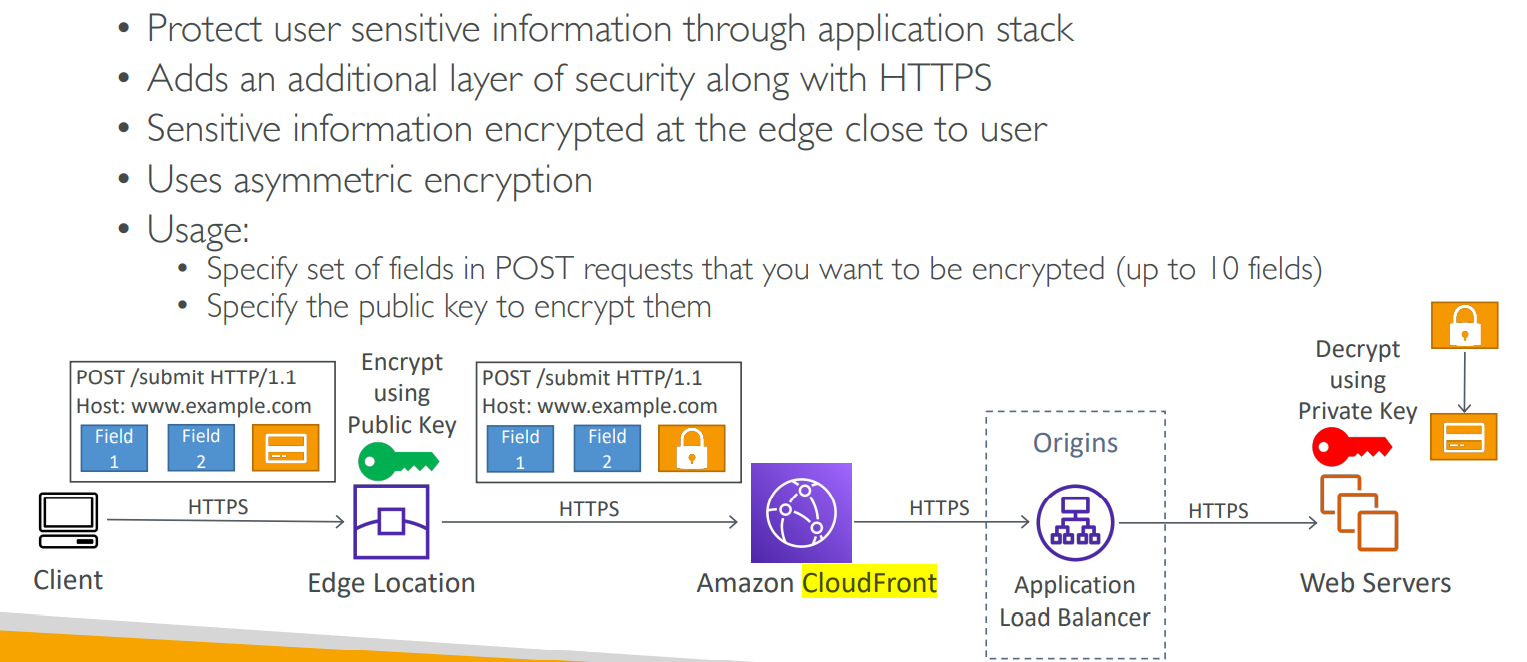 • Protect user sensitive information through application stack
• Adds an additional layer of security along with HTTPS
• Sensitive information encrypted at the edge close to user
• Uses asymmetric encryption
• Usage:
• Specify set of fields in POST requests that you want to be encrypted (up to 10 fields)
• Specify the public key to encrypt them
POST /submit HTTP/1.1
Host: www.example.com
Field
1
Field
2
Encrypt
using
Public Key
POST /submit HTTP/1.1
Host: www.example.com
Field
1
Field
2
Origins
Decrypt
using
Private Key
HTTPS
HTTPS
HTTPS
HTTPS
Client
Edge Location
Amazon CloudFront
Application
Load Balancer
Web Servers